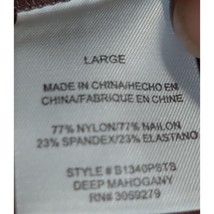 LARGE
MADE IN CHINA/HECHO EN
CHINA/FABRIQUE EN CHINE
77% NYLON/77% NAILON
23% SPANDEX/23% ELASTANO
STYLE # S1340PSTS
DEEP MAHOGANY
RN# 3059279